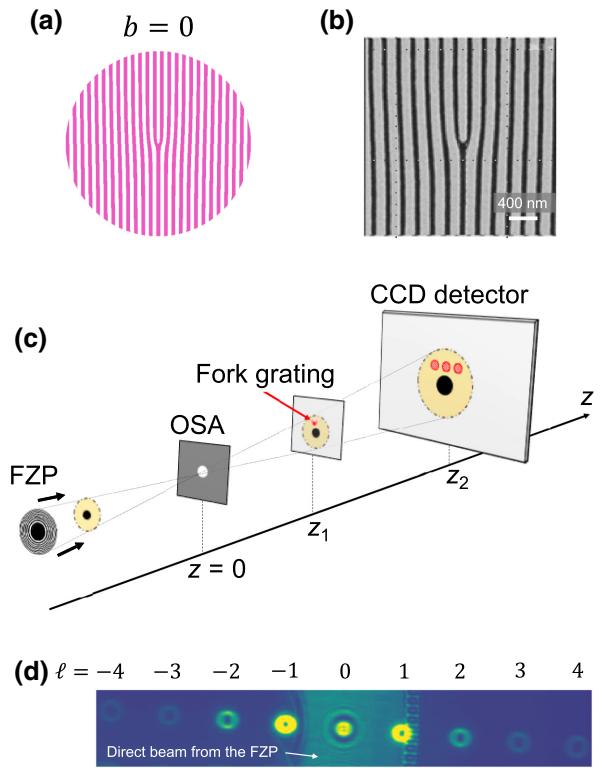 (a)
b = 0
(b)
400 nm
(c)
CCD detector
Fork grating
OSA
FZP
z
z2
z1
z = 0
(d) ℓ = −4 −3 −2 −1 0 1 2 3 4
Direct beam from the FZP